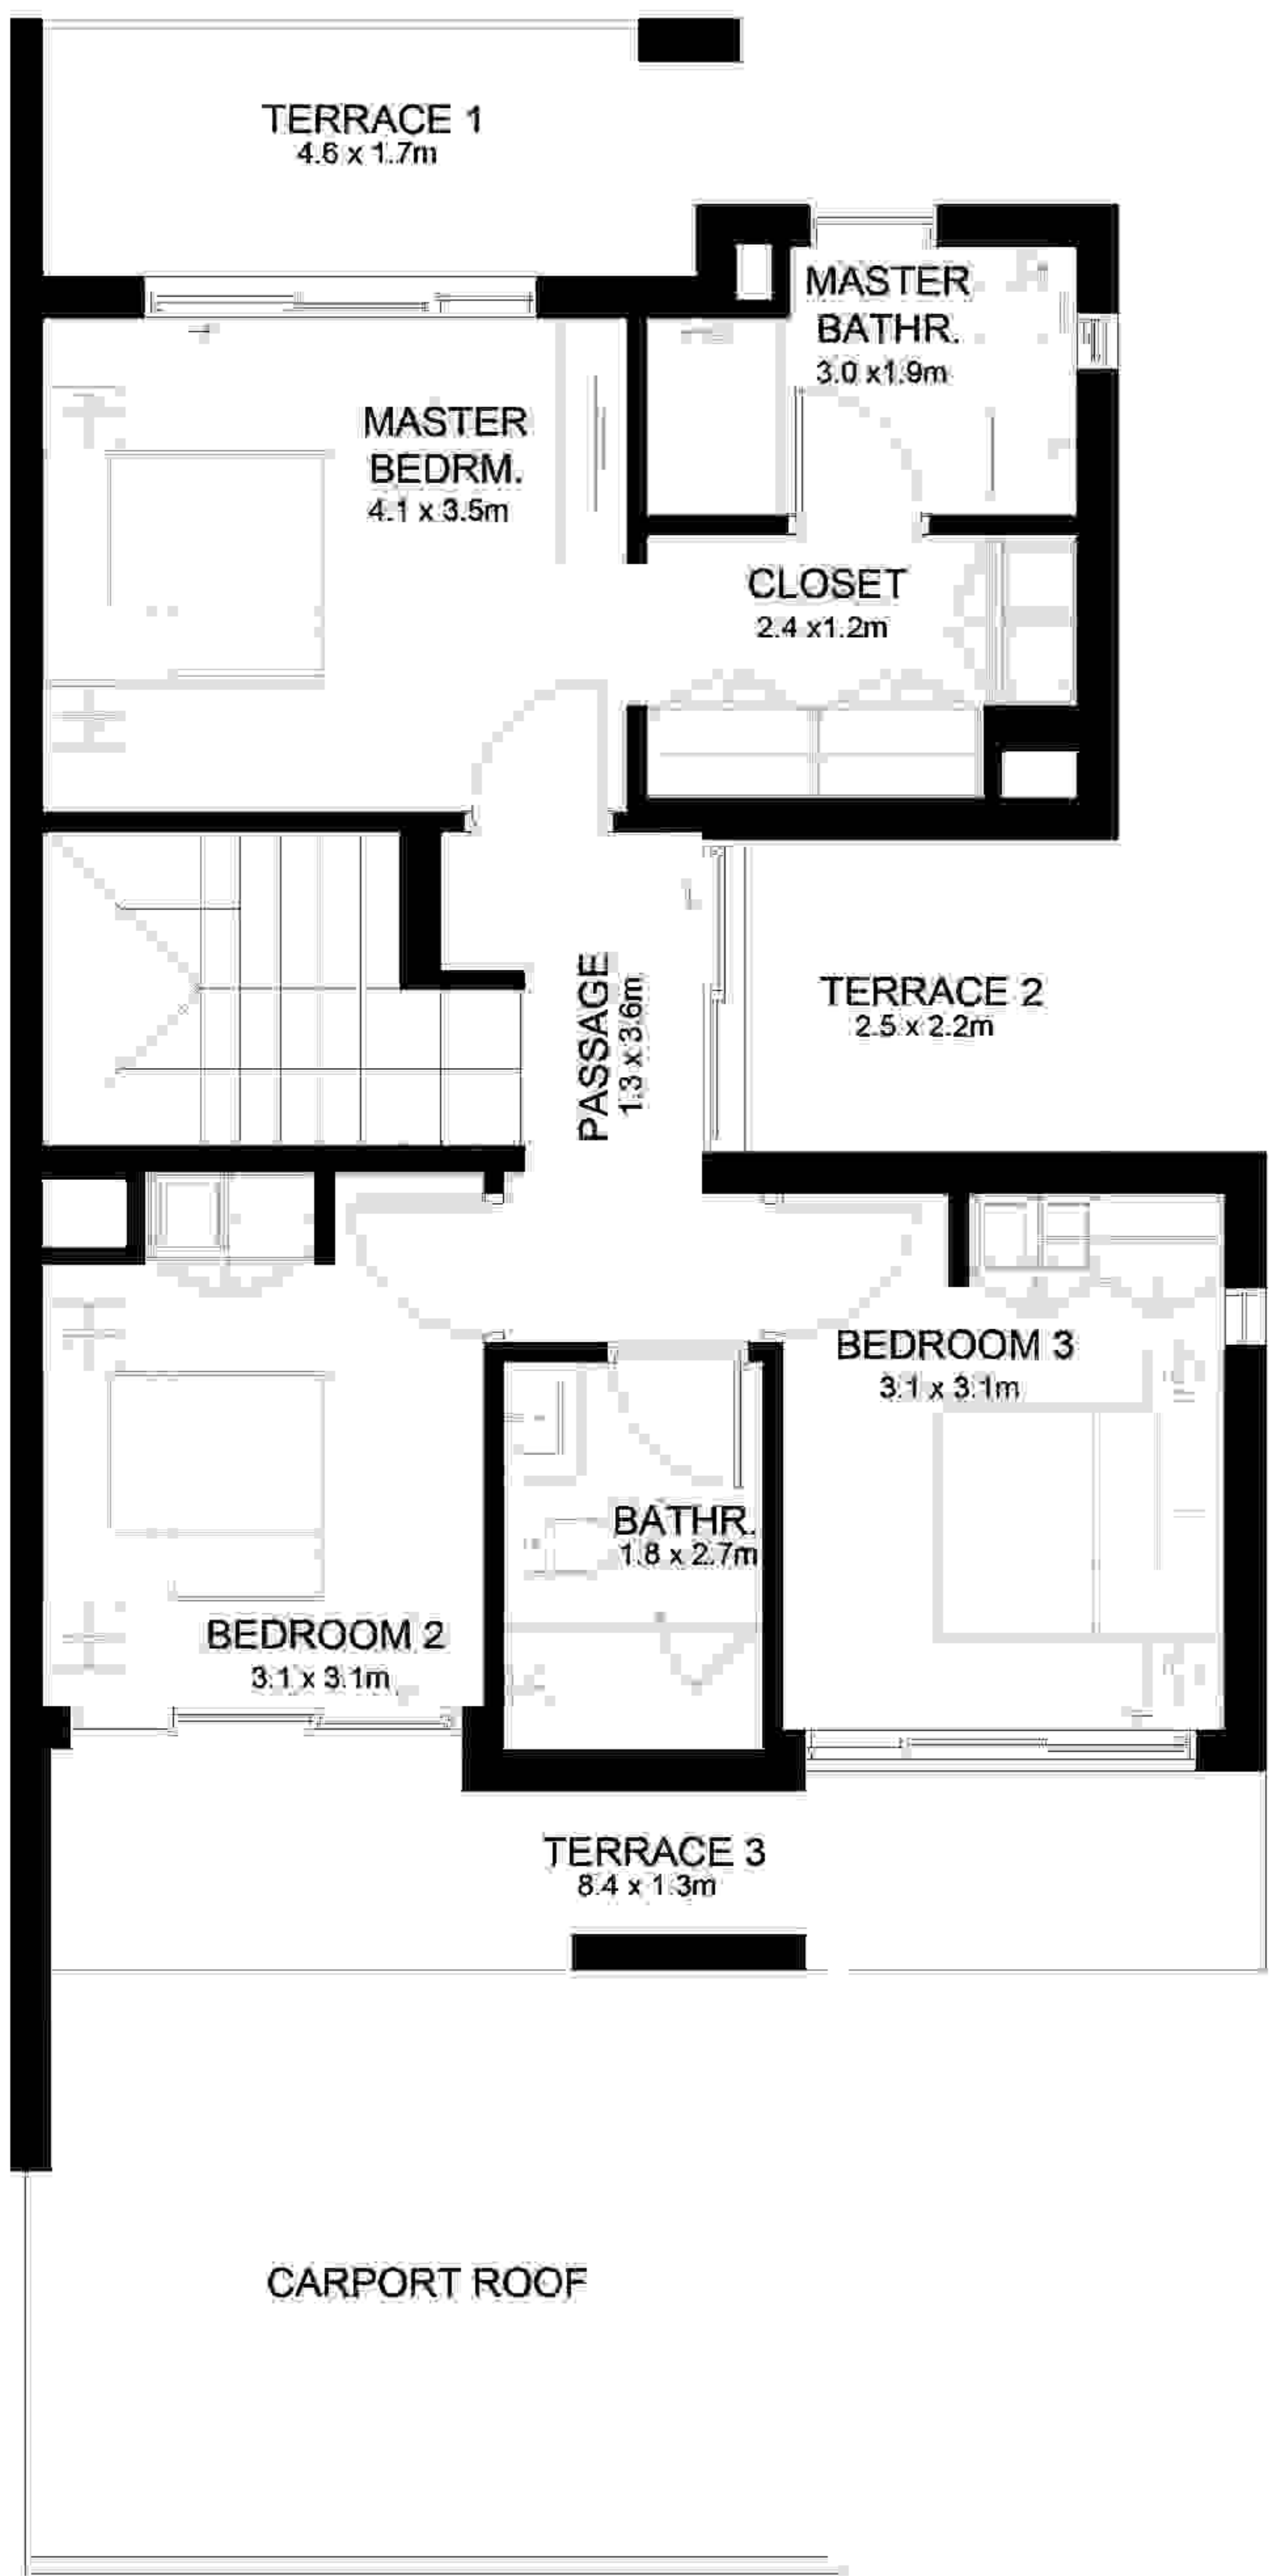 TERRACE 1
4.6 x 1.7m
MASTER
BATHR.
3.0 x1.9m
MASTER
BEDRM.
4.1 x 3.5m
CLOSET
2.4 x1.2m
PASSAGE
1.3 x 3.6m
TERRACE 2
2.5 x 2.2m
BEDROOM 3
3.1 x 3.1m
BATHR.
1.8 x 2.7m
BEDROOM 2
3.1 x 3.1m
TERRACE 3
8.4 x 1.3m
CARPORT ROOF